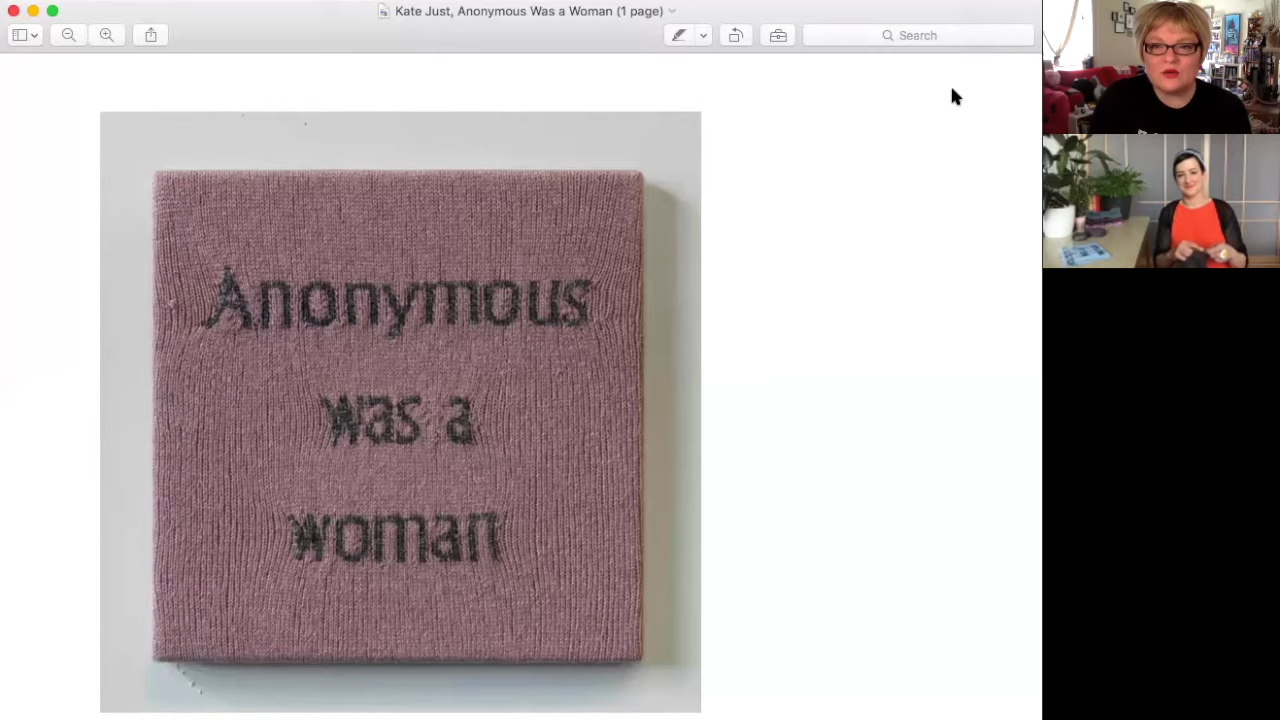 Kate Just, Anonymous Was a Woman (1 page)
Search
Anonymous
was a
woman